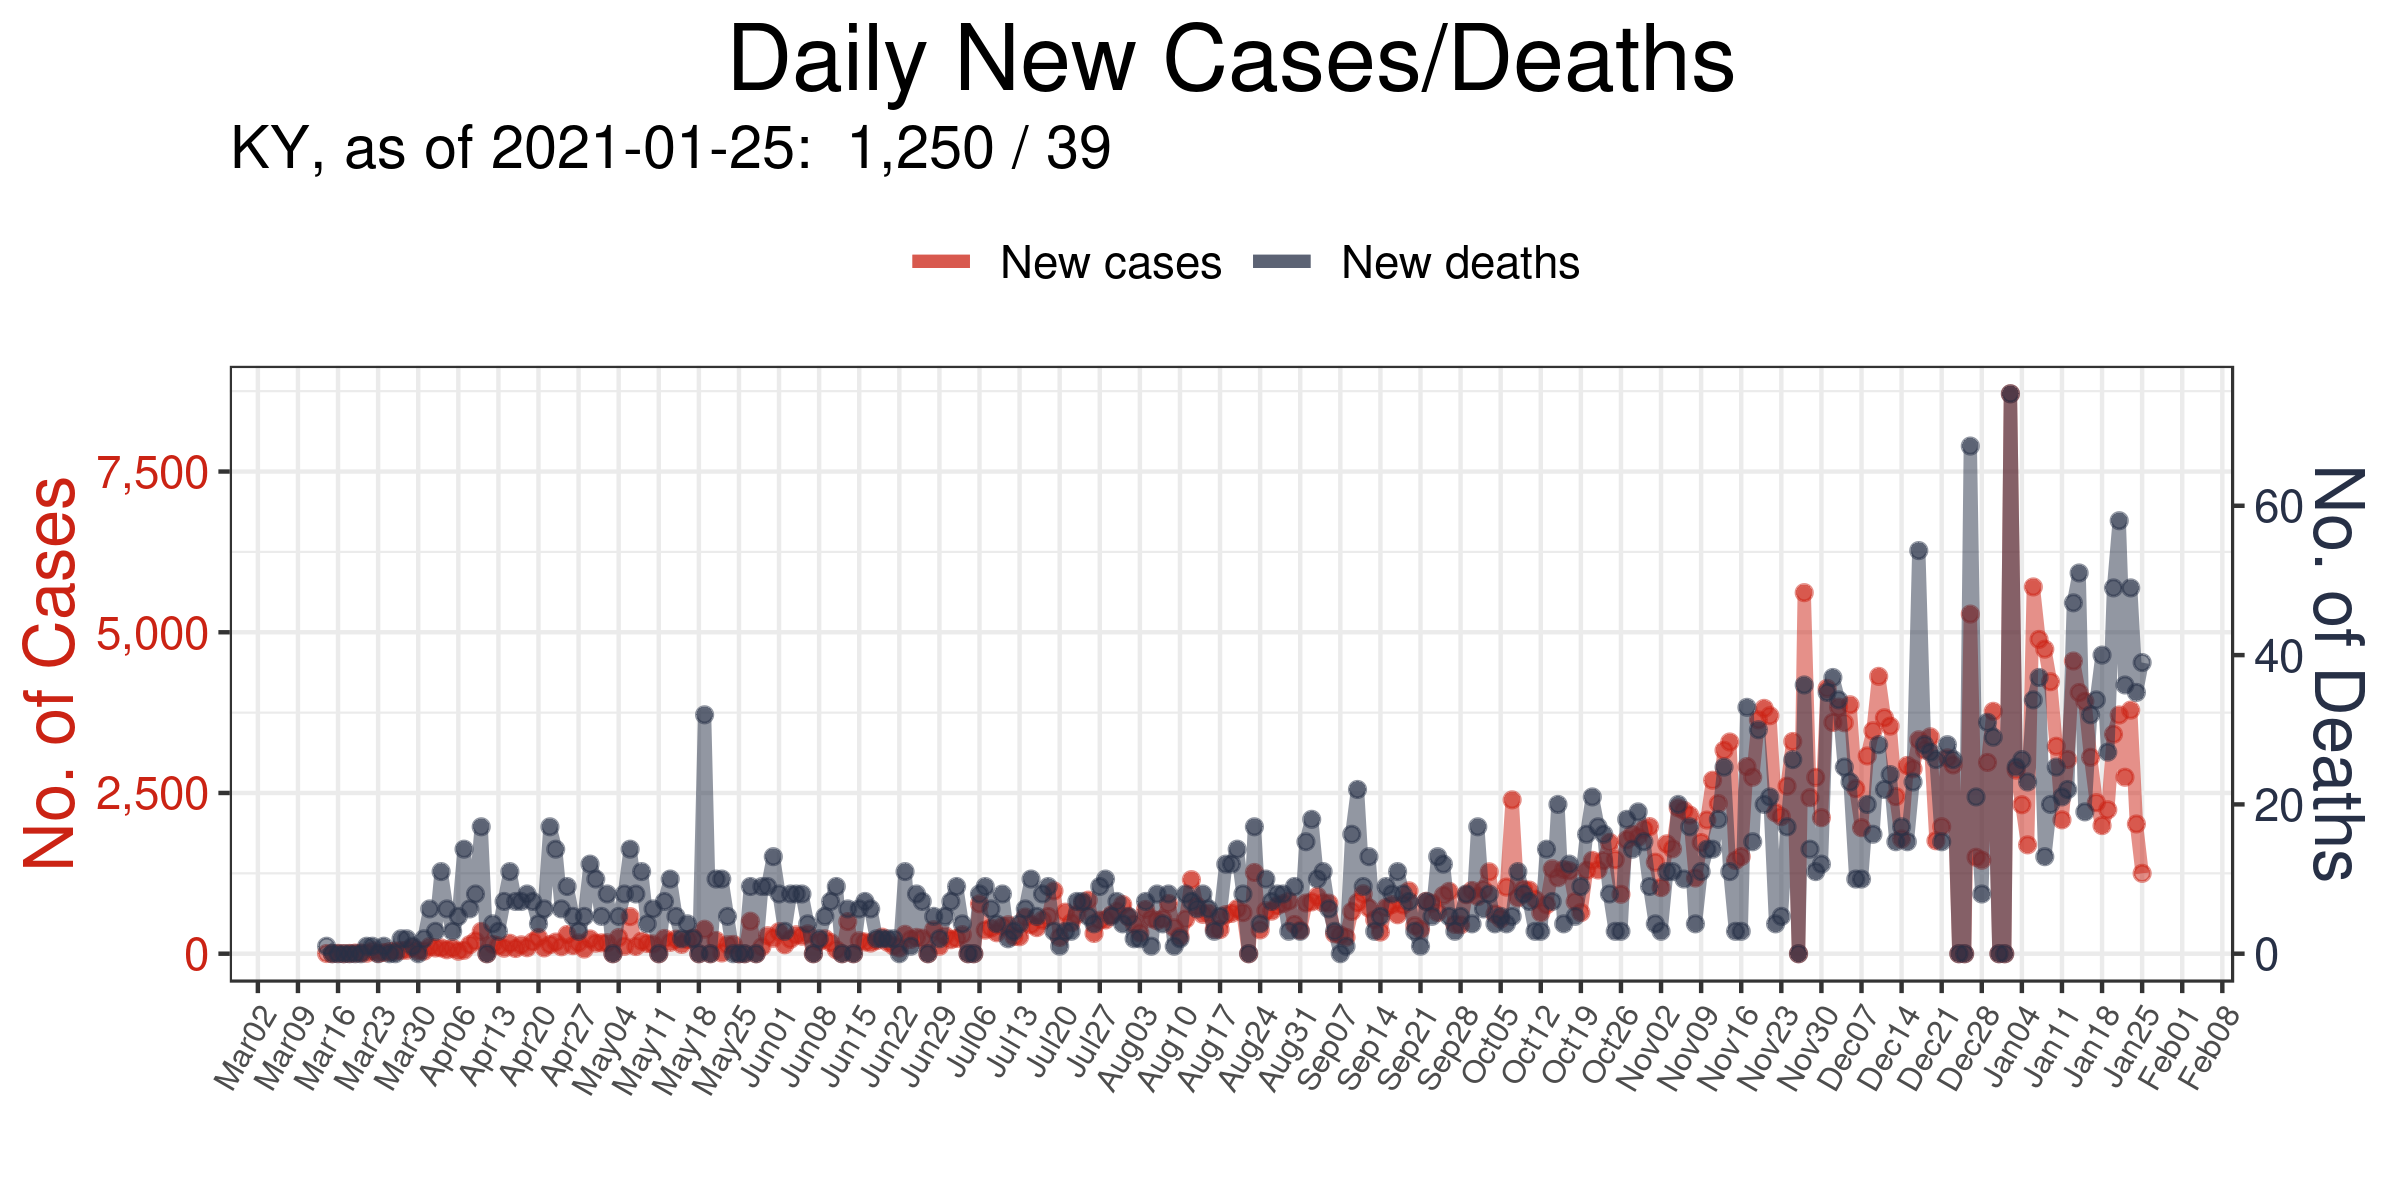 Daily New Cases/Deaths
KY, as of 2021-01-25: 1,250 / 39
New cases
New deaths
No. of Cases
7,500
5,000
2,500
0
60
40
20
0
No. of Deaths
Mar02
Mar09
Mar16
Mar23
Mar30
Apr06
Apr13
Apr20
Apr27
May04
May11
May18
May25
Jun01
Jun08
Jun15
Jun22
Jun29
Jul06
Jul13
Jul20
Jul27
Aug03
Aug10
Aug17
Aug24
Aug31
Sep07
Sep14
Sep21
Sep28
Oct05
Oct12
Oct19
Oct26
Nov02
Nov09
Nov16
Nov23
Nov30
Dec07
Dec14
Dec21
Dec28
Jan04
Jan11
Jan18
Jan25
Feb01
Feb08